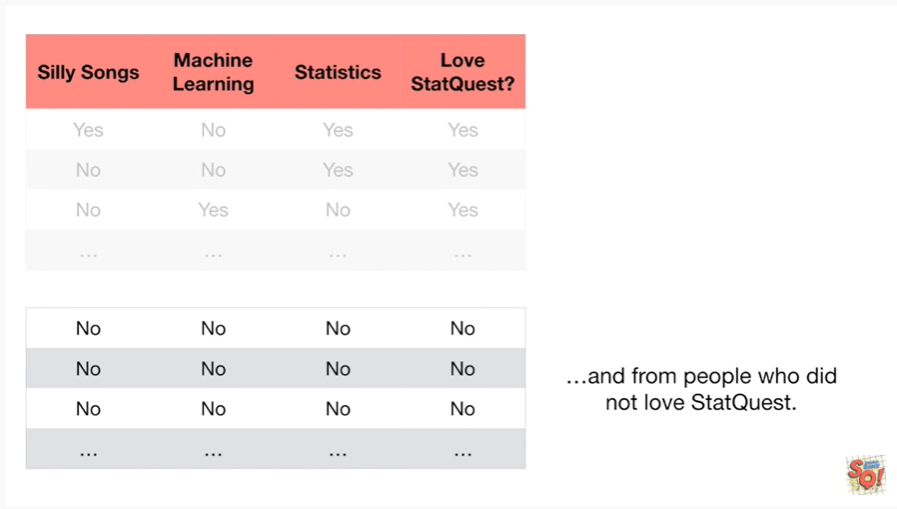 Silly Songs Machine Learning Statistics Love StatQuest?
Yes No Yes Yes
No No Yes Yes
No Yes No Yes
... ... ... ...
No No No No
No No No No
No No No No
... ... ... ...
...and from people who did
not love StatQuest.
SQ!